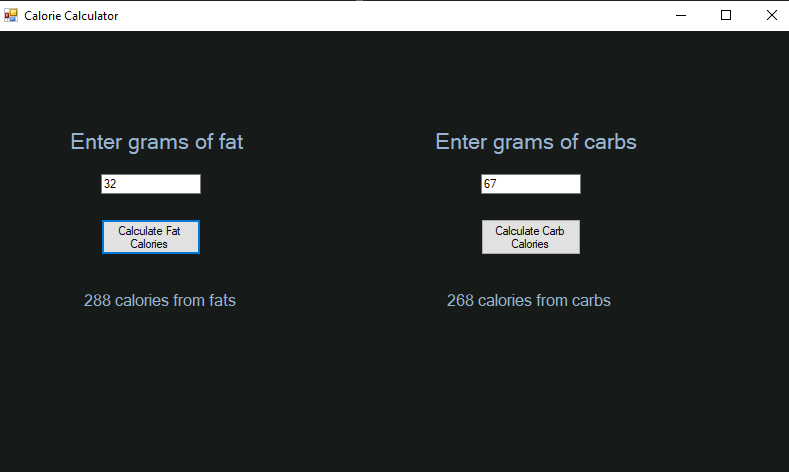 Calorie Calculator
Enter grams of fat
Enter grams of carbs
32
67
Calculate Fat
Calories
Calculate Carb
Calories
288 calories from fats
268 calories from carbs